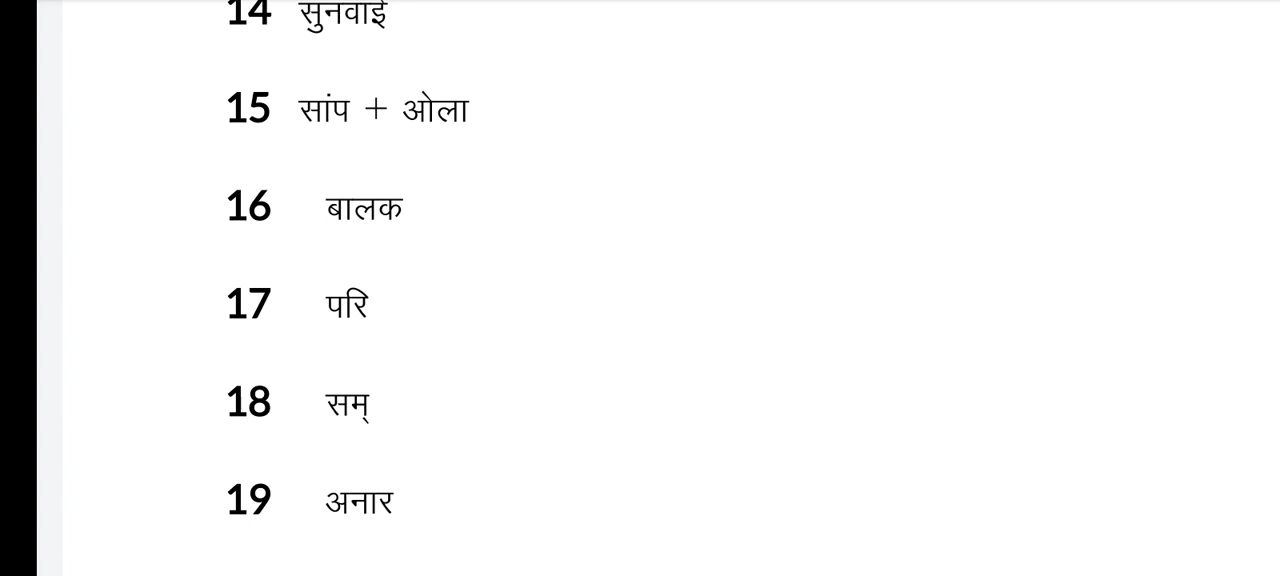 14 सुनवाई
15 सांप + ओला
16 बालक
17 परि
18 सम्
19 अनार